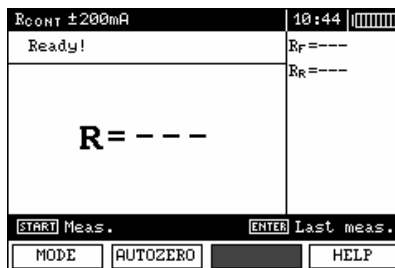 RCONT ±200mA 10:44
Ready!
RF=---
RR=---
R=---
START Meas. ENTER Last meas.
MODE AUTOZERO HELP